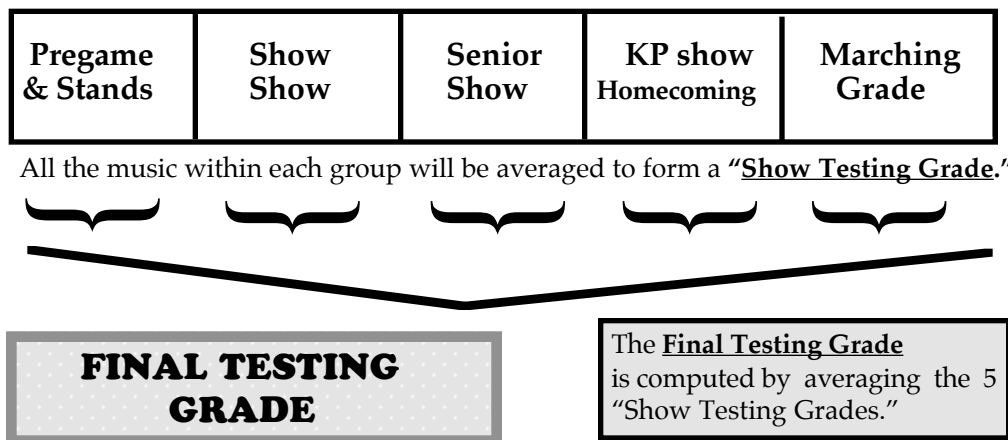 Pregame
& Stands
Show
Show
Senior
Show
KP show
Homecoming
Marching
Grade
All the music within each group will be averaged to form a “Show Testing Grade.”
FINAL TESTING
GRADE
The Final Testing Grade
is computed by averaging the 5
“Show Testing Grades.”